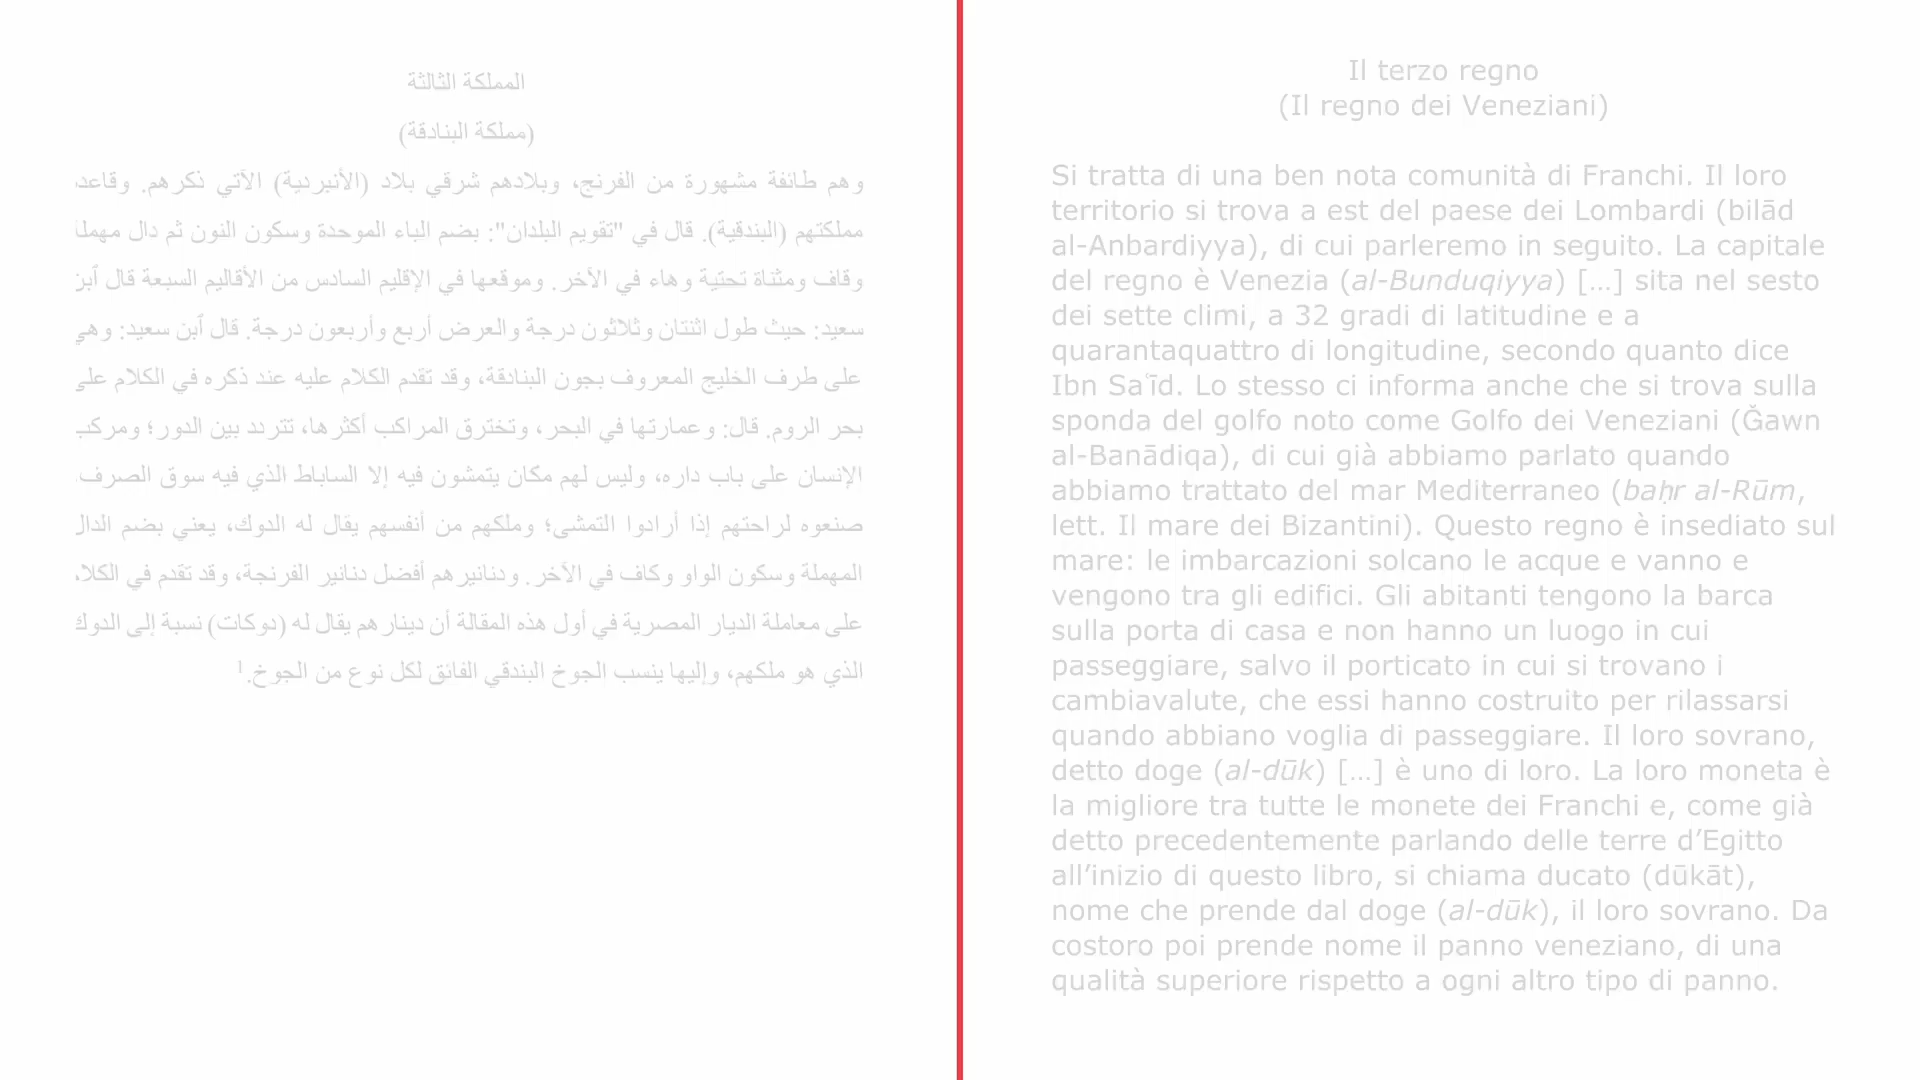 المملكة الثالثة
(مملكة البنادقة)
وهم طائفة مشهورة من الفرنج، وبلادهم شرقي بلاد (الأنبردية) الآتي ذكرهم. وقاعد
مملكتهم (البندقية). قال في "تقويم البلدان": بضم الباء الموحدة وسكون النون ثم دال مهمل
وقاف ومثناة تحتية وهاء في الآخر. وموقعها في الإقليم السادس من الأقاليم السبعة قال ٱبن
سعيد: حيث طول اثنتان وثلاثون درجة والعرض أربع وأربعون درجة. قال ٱبن سعيد: وهي
على طرف الخليج المعروف بجون البنادقة، وقد تقدم الكلام عليه عند ذكره في الكلام على
بحر الروم. قال: وعمارتها في البحر، وتخترق المراكب أكثرها، تتردد بين الدور؛ ومركب
الإنسان على باب داره، وليس لهم مكان يتمشون فيه إلا الساباط الذي فيه سوق الصرف
صنعوه لراحتهم إذا أرادوا التمشى؛ وملكهم من أنفسهم يقال له الدوك، يعني بضم الدال
المهملة وسكون الواو وكاف في الآخر. ودنانيرهم أفضل دنانير الفرنجة، وقد تقدم في الكلا
على معاملة الديار المصرية في أول هذه المقالة أن دينارهم يقال له (دوكات) نسبة إلى الدوك
الذي هو ملكهم، وإليها ينسب الجوخ البندقي الفائق لكل نوع من الجوخ.1
Il terzo regno
(Il regno dei Veneziani)
Si tratta di una ben nota comunità di Franchi. Il loro
territorio si trova a est del paese dei Lombardi (bilād
al-Anbardiyya), di cui parleremo in seguito. La capitale
del regno è Venezia (al-Bunduqiyya) […] sita nel sesto
dei sette climi, a 32 gradi di latitudine e a
quarantaquattro di longitudine, secondo quanto dice
Ibn Saʿīd. Lo stesso ci informa anche che si trova sulla
sponda del golfo noto come Golfo dei Veneziani (Ǧawn
al-Banādiqa), di cui già abbiamo parlato quando
abbiamo trattato del mar Mediterraneo (baḥr al-Rūm,
lett. Il mare dei Bizantini). Questo regno è insediato sul
mare: le imbarcazioni solcano le acque e vanno e
vengono tra gli edifici. Gli abitanti tengono la barca
sulla porta di casa e non hanno un luogo in cui
passeggiare, salvo il porticato in cui si trovano i
cambiavalute, che essi hanno costruito per rilassarsi
quando abbiano voglia di passeggiare. Il loro sovrano,
detto doge (al-dūk) […] è uno di loro. La loro moneta è
la migliore tra tutte le monete dei Franchi e, come già
detto precedentemente parlando delle terre d’Egitto
all’inizio di questo libro, si chiama ducato (dūkāt),
nome che prende dal doge (al-dūk), il loro sovrano. Da
costoro poi prende nome il panno veneziano, di una
qualità superiore rispetto a ogni altro tipo di panno.